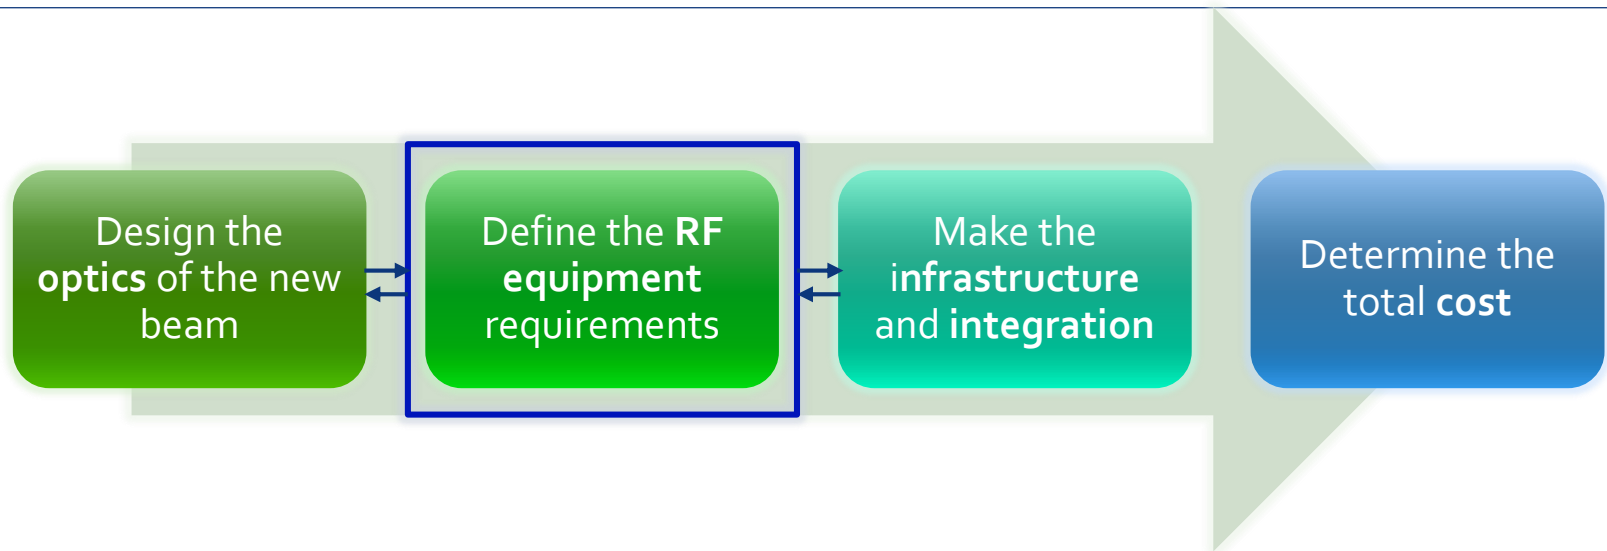 Design the
optics of the new
beam
Define the RF
equipment
requirements
Make the
infrastructure
and integration
Determine the
total cost